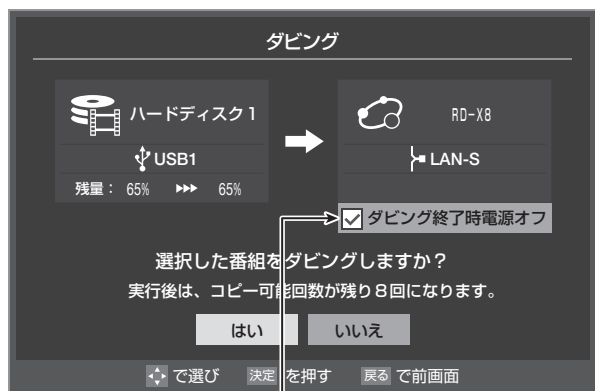 ダビング
ハードディスク1
RD-X8
USB1
LAN-S
残量： 65% 65%
ダビング終了時電源オフ
選択した番組をダビングしますか？
実行後は、コピー可能回数が残り8回になります。
はい いいえ
で選び 決定 を押す 戻る で前画面